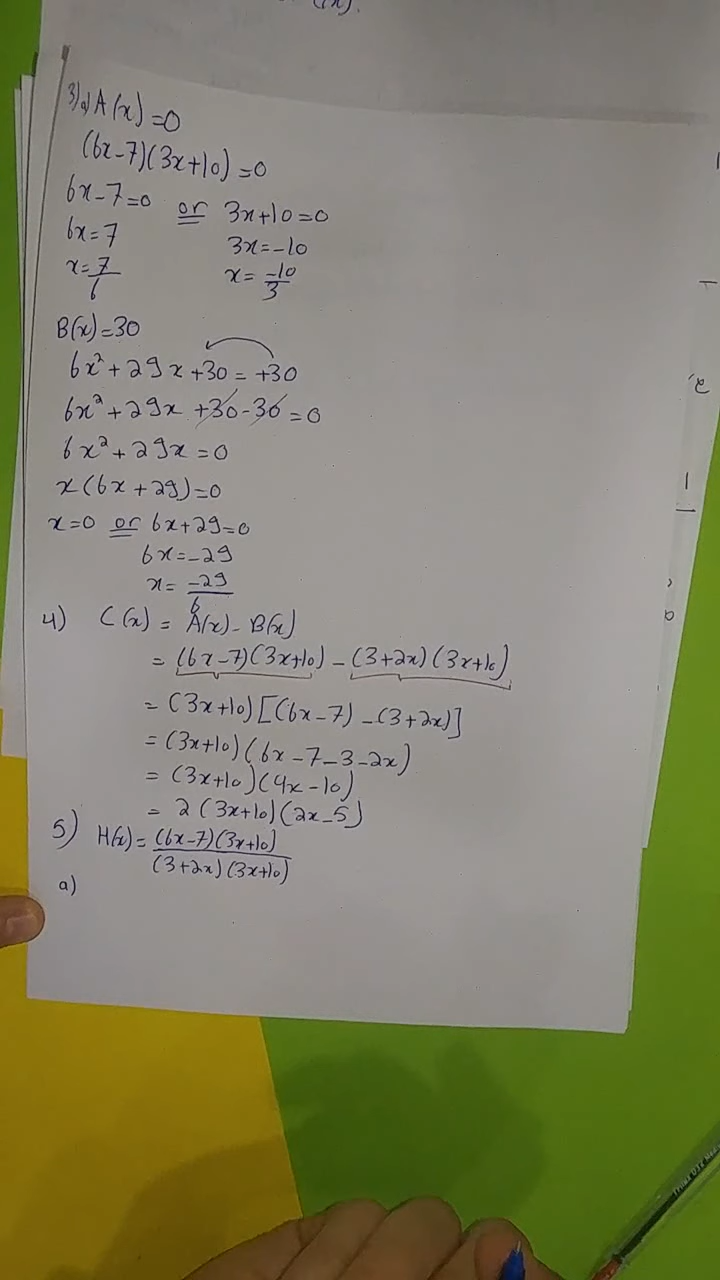 3) a) A(x) = 0
(6x-7)(3x+10) = 0
6x-7=0 or 3x+10=0
6x=7 3x=-10
x=7/6 x=-10/3
B(x)=30
6x²+29x+30=+30
6x²+29x+30-30=0
6x²+29x=0
x(6x+29)=0
x=0 or 6x+29=0
6x=-29
x=-29/6
4) C(x) = A(x)-B(x)
= (6x-7)(3x+10)-(3+2x)(3x+10)
= (3x+10)[(6x-7)-(3+2x)]
= (3x+10)(6x-7-3-2x)
= (3x+10)(4x-10)
= 2(3x+10)(2x-5)
5) H(x)=(6x-7)(3x+10)/(3+2x)(3x+10)
a)